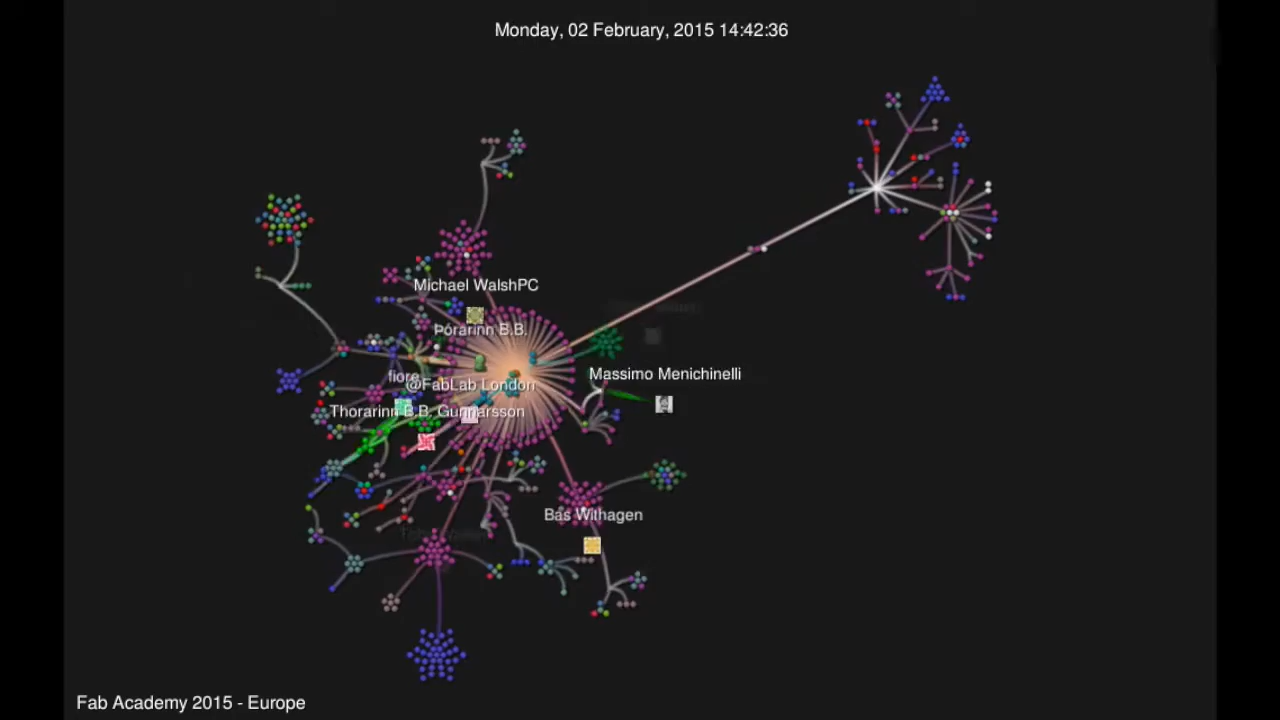 Monday, 02 February, 2015 14:42:36
Michael WalshPC
Þórarinn B.B.
Massimo Menichinelli
fiore
@FabLab London
Thorarinn B.B. Gunnarsson
Bas Withagen
Fab Academy 2015 - Europe